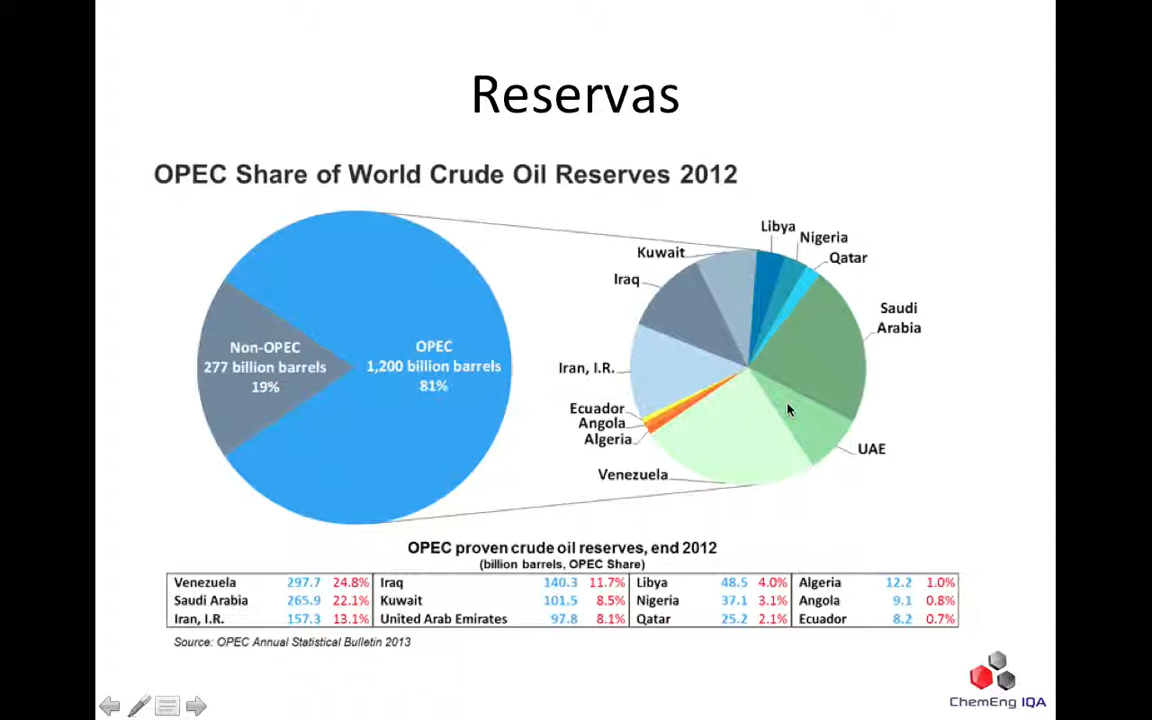 Reservas
OPEC Share of World Crude Oil Reserves 2012
Non-OPEC
277 billion barrels
19%
OPEC
1,200 billion barrels
81%
Libya
Nigeria
Qatar
Kuwait
Iraq
Saudi
Arabia
Iran, I.R.
Ecuador
Angola
Algeria
UAE
Venezuela
OPEC proven crude oil reserves, end 2012
(billion barrels, OPEC Share)
Venezuela 297.7 24.8% Iraq 140.3 11.7% Libya 48.5 4.0% Algeria 12.2 1.0%
Saudi Arabia 265.9 22.1% Kuwait 101.5 8.5% Nigeria 37.1 3.1% Angola 9.1 0.8%
Iran, I.R. 157.3 13.1% United Arab Emirates 97.8 8.1% Qatar 25.2 2.1% Ecuador 8.2 0.7%
Source: OPEC Annual Statistical Bulletin 2013
ChemEng IQA